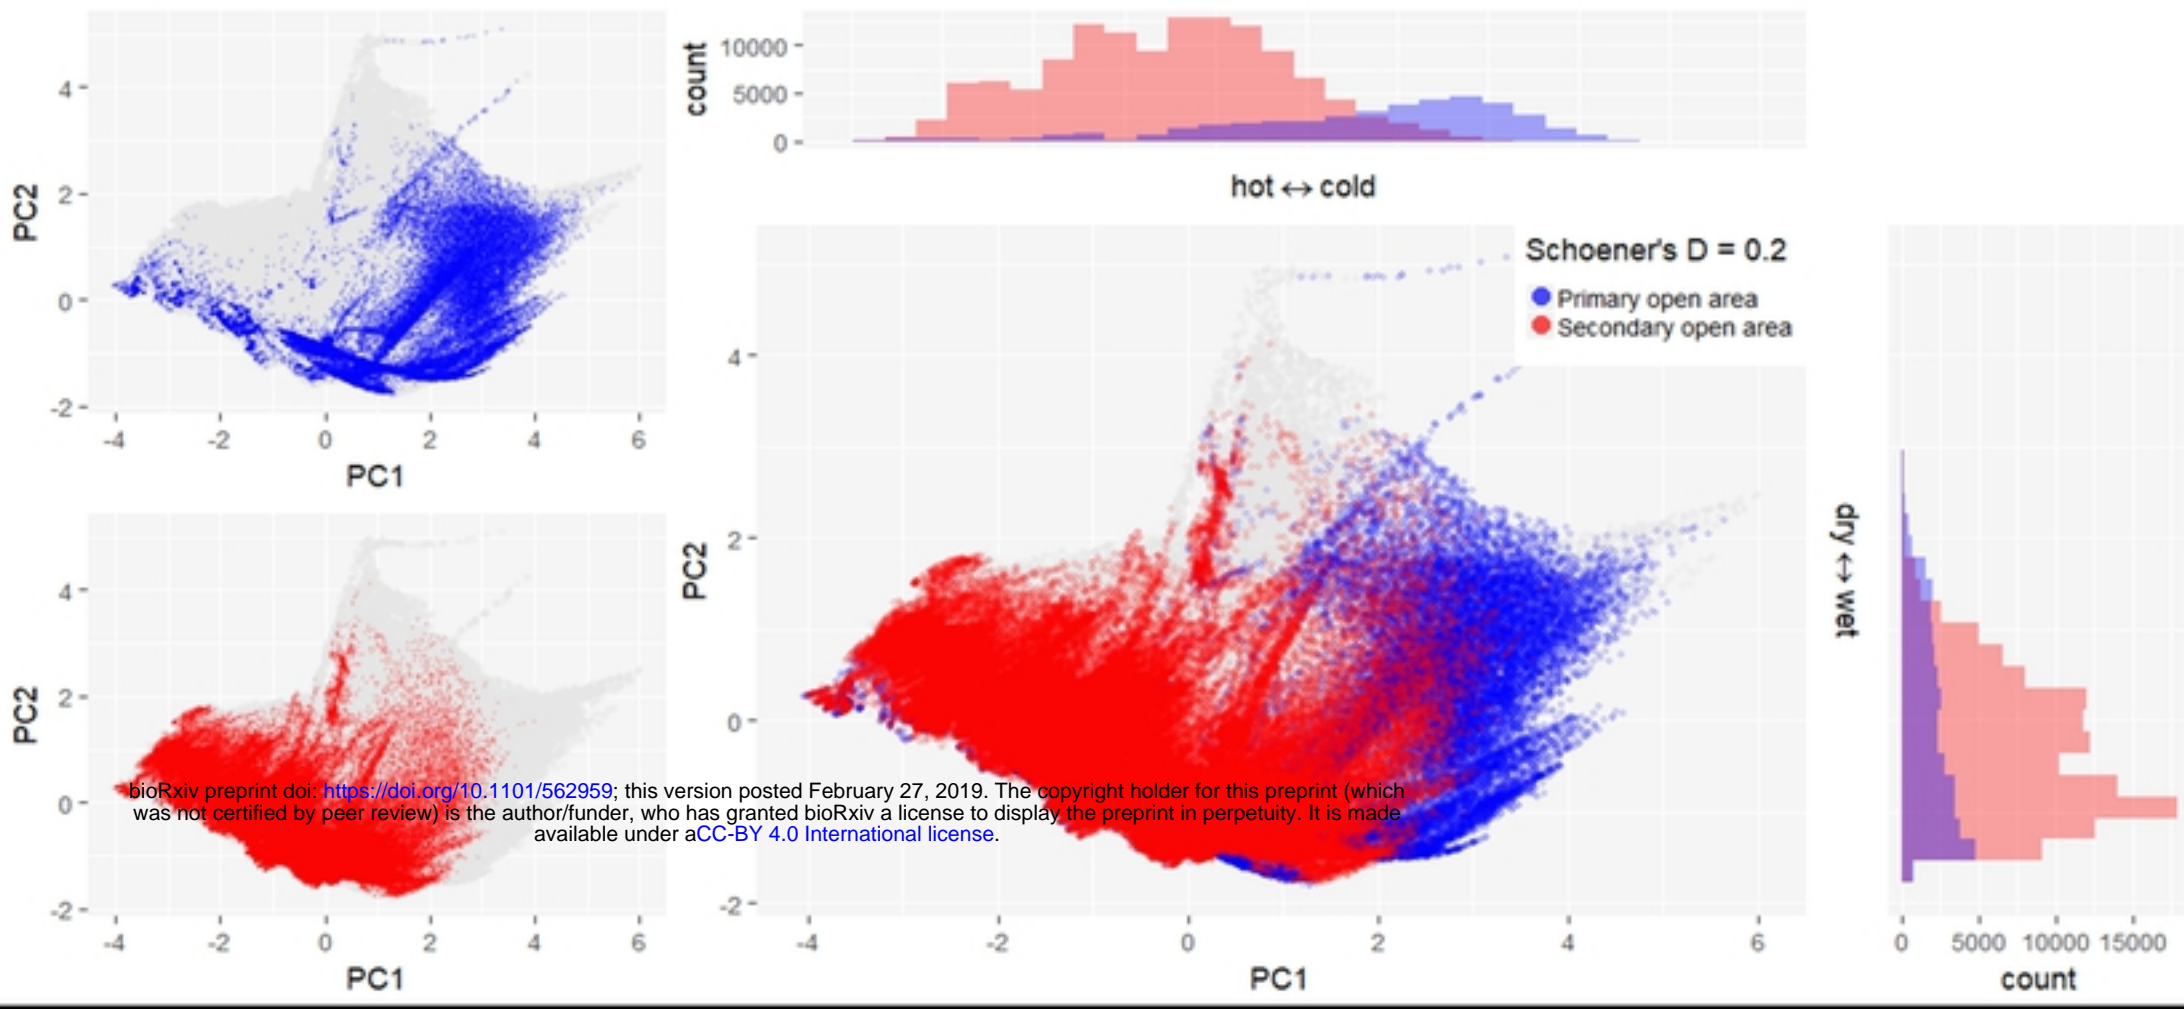 4
2
0
-2
PC2
-4 -2 0 2 4 6
PC1
count
10000
5000
0
hot ↔ cold
4
2
0
-2
PC2
-4 -2 0 2 4 6
PC1
Schoener's D = 0.2
Primary open area
Secondary open area
4
2
0
-2
PC2
-4 -2 0 2 4 6
PC1
dry ↔ wet
0 5000 10000 15000
count
bioRxiv preprint doi: https://doi.org/10.1101/562959; this version posted February 27, 2019. The copyright holder for this preprint (which
was not certified by peer review) is the author/funder, who has granted bioRxiv a license to display the preprint in perpetuity. It is made
available under aCC-BY 4.0 International license.